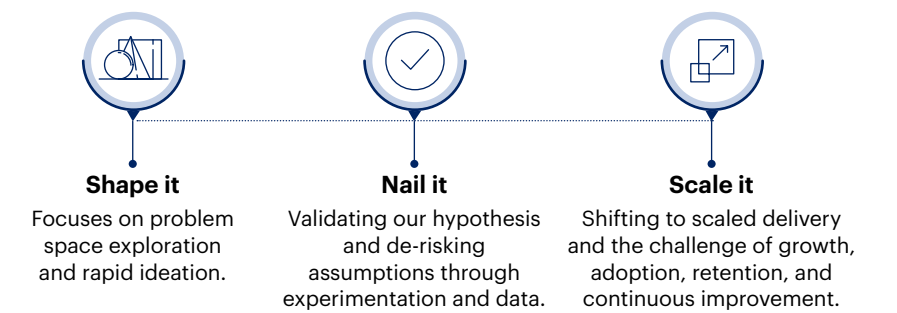 Shape it
Focuses on problem
space exploration
and rapid ideation.
Nail it
Validating our hypothesis
and de-risking
assumptions through
experimentation and data.
Scale it
Shifting to scaled delivery
and the challenge of growth,
adoption, retention, and
continuous improvement.